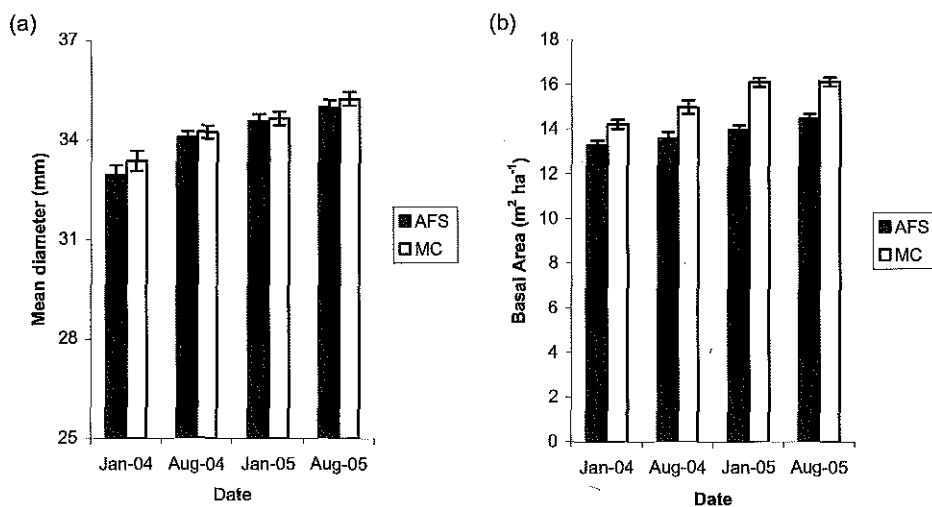 (a)
37
34
31
28
25
Mean diameter (mm)
Jan-04 Aug-04 Jan-05 Aug-05
Date
AFS
MC
(b)
18
16
14
12
10
8
6
4
2
0
Basal Area (m² ha⁻¹)
Jan-04 Aug-04 Jan-05 Aug-05
Date
AFS
MC